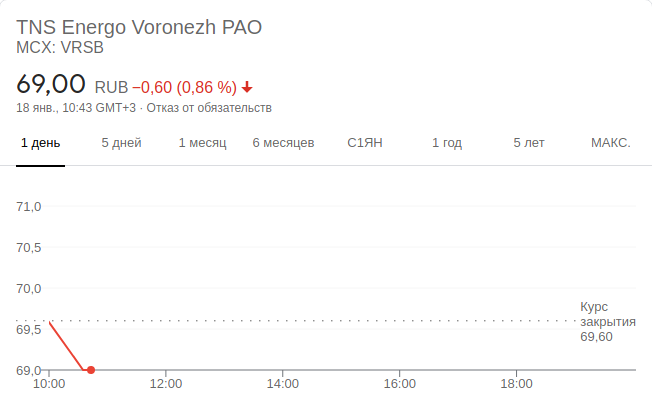 TNS Energo Voronezh PAO
MCX: VRSB
69,00 RUB −0,60 (0,86 %)
18 янв., 10:43 GMT+3 · Отказ от обязательств
1 день 5 дней 1 месяц 6 месяцев С1ЯН 1 год 5 лет МАКС.
71,0
70,5
70,0
Курс
закрытия
69,5
69,60
69,0
10:00 12:00 14:00 16:00 18:00